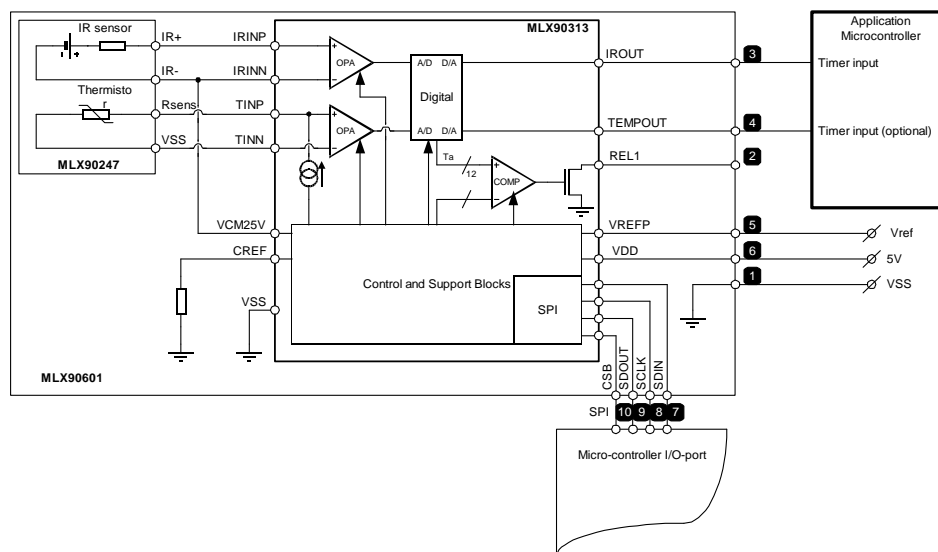 IR sensor
IR+
IR-
Thermisto
r
Rsens
VSS
MLX90247
MLX90313
IRINP
IRINN
TINP
TINN
OPA
OPA
A/D D/A
Digital
A/D D/A
Ta
12
COMP
IROUT
TEMPOUT
REL1
VCM25V
CREF
VSS
VREFP
VDD
Control and Support Blocks
SPI
MLX90601
CSB
SDOUT
SCLK
SDIN
SPI
10 9 8 7
Micro-controller I/O-port
3
4
2
5
6
1
Application
Microcontroller
Timer input
Timer input (optional)
Vref
5V
VSS